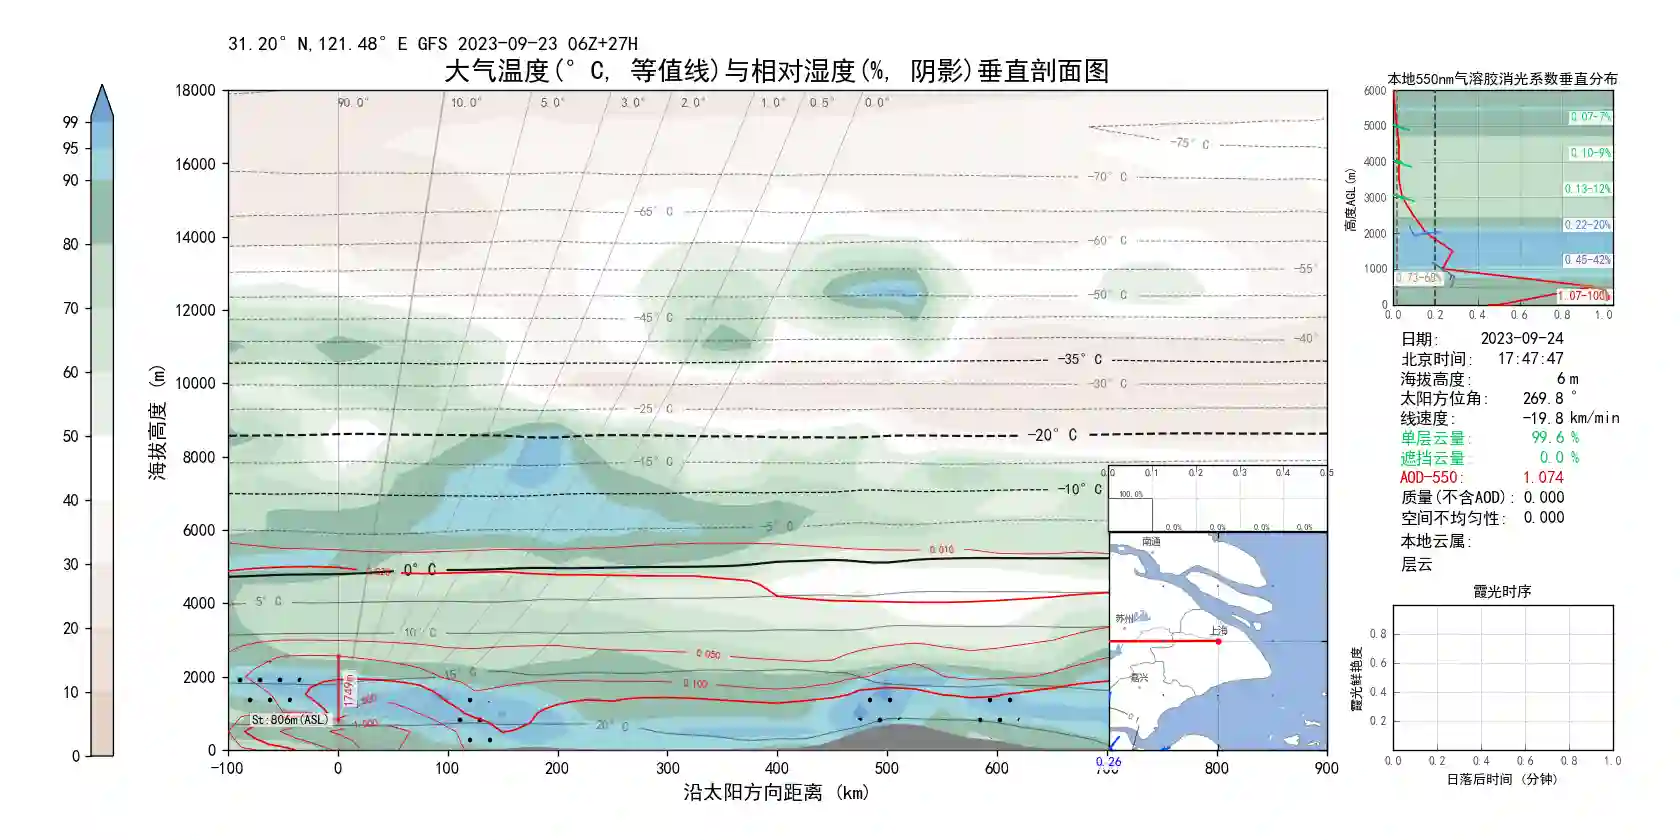 31.20° N,121.48° E GFS 2023-09-23 06Z+27H
大气温度(° C, 等值线)与相对湿度(%, 阴影)垂直剖面图
99
95
90
80
70
60
50
40
30
20
10
0
海拔高度 (m)
18000
16000
14000
12000
10000
8000
6000
4000
2000
0
90.0° 10.0° 5.0° 3.0° 2.0° 1.0° 0.5° 0.0°
-75° C
-70° C
-65° C
-60° C
-55°
-50° C
-45° C
-40°
-35° C
-30° C
-25° C
-20° C
-15° C
-10° C
-5° C
0.010
0° C
5° C
10° C
0.050
15° C
0.100
1749m
St:806m(ASL)
1.000
20° C
-100 0 100 200 300 400 500 600 800 900
沿太阳方向距离 (km)
0.0 0.1 0.2 0.3 0.4 0.5
100.0%
0.0% 0.0% 0.0% 0.0%
南通
苏州
上海
嘉兴
0.26
本地550nm气溶胶消光系数垂直分布
高度AGL(m)
6000
5000
4000
3000
2000
1000
0
0.07-7%
0.10-9%
0.13-12%
0.22-20%
0.45-42%
0.73-68%
1.07-100%
0.0 0.2 0.4 0.6 0.8 1.0
日期: 2023-09-24
北京时间: 17:47:47
海拔高度: 6 m
太阳方位角: 269.8 °
线速度: -19.8 km/min
单层云量: 99.6 %
遮挡云量: 0.0 %
AOD-550: 1.074
质量(不含AOD): 0.000
空间不均匀性: 0.000
本地云属:
层云
霞光时序
霞光鲜艳度
0.8
0.6
0.4
0.2
0.0 0.2 0.4 0.6 0.8 1.0
日落后时间 (分钟)